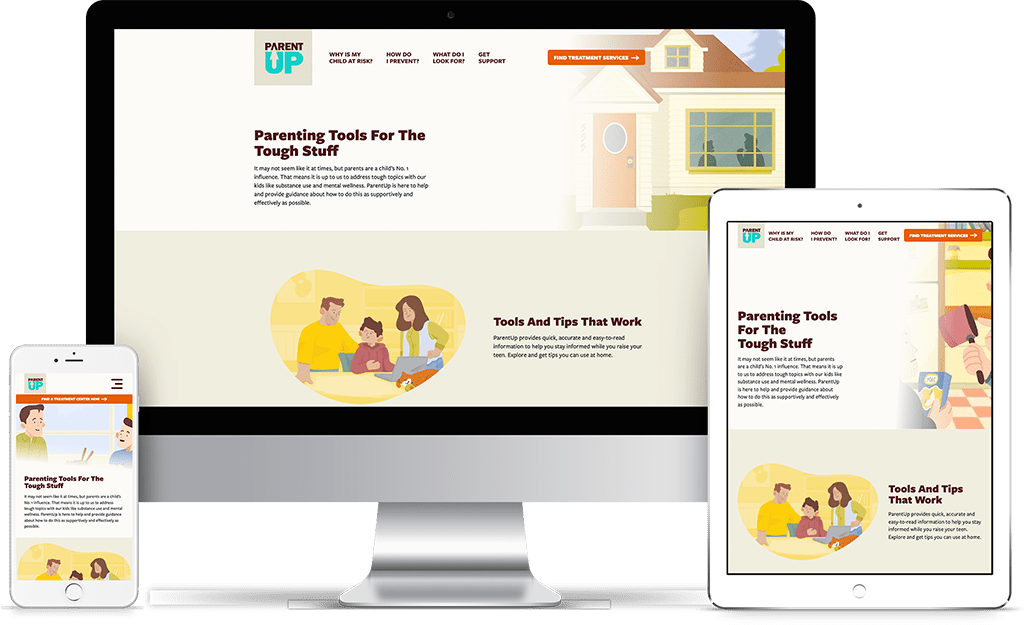 PARENT
UP
WHY IS MY
CHILD AT RISK?
HOW DO
I PREVENT?
WHAT DO I
LOOK FOR?
GET
SUPPORT
FIND TREATMENT SERVICES
Parenting Tools For The
Tough Stuff
It may not seem like it at times, but parents are a child's No. 1
influence. That means it is up to us to address tough topics with our
kids like substance use and mental wellness. ParentUp is here to help
and provide guidance about how to do this as supportively and
effectively as possible.
Tools And Tips That Work
ParentUp provides quick, accurate and easy-to-read
information to help you stay informed while you raise your
teen. Explore and get tips you can use at home.
PARENT
UP
WHY IS MY
CHILD AT RISK?
HOW DO
I PREVENT?
WHAT DO I
LOOK FOR?
GET
SUPPORT
FIND TREATMENT SERVICES
Parenting Tools
For The
Tough Stuff
It may not seem like it at times, but parents
are a child's No. 1 influence. That means it is up
to us to address tough topics with our kids like
substance use and mental wellness. ParentUp
is here to help and provide guidance about
how to do this as supportively and effectively
as possible.
Tools And Tips
That Work
ParentUp provides quick, accurate and
easy-to-read information to help you stay
informed while you raise your teen.
Explore and get tips you can use at home.
PARENT
UP
FIND A TREATMENT CENTER NOW
Parenting Tools For The
Tough Stuff
It may not seem like it at times, but parents are a child's
No. 1 influence. That means it is up to us to address
tough topics with our kids like substance use and mental
wellness. ParentUp is here to help and provide guidance
about how to do this as supportively and effectively as
possible.